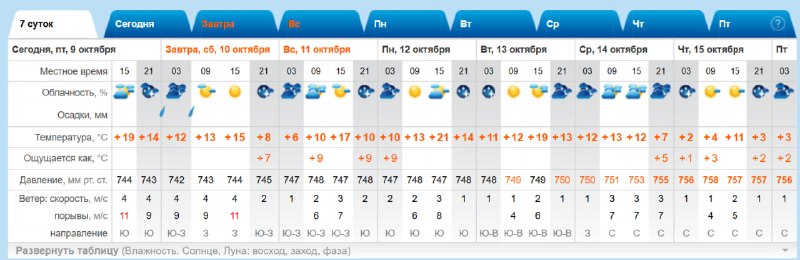 7 суток Сегодня Завтра Вс Пн Вт Ср Чт Пт ?
Сегодня, пт, 9 октября Завтра, сб, 10 октября Вс, 11 октября Пн, 12 октября Вт, 13 октября Ср, 14 октября Чт, 15 октября Пт
Местное время 15 21 03 09 15 21 03 09 15 21 03 09 15 21 03 09 15 21 03 09 15 21 03 09 15 21 03
Облачность, %
Осадки, мм
Температура, °C +19 +14 +12 +13 +15 +8 +6 +10 +17 +10 +10 +13 +21 +14 +11 +12 +19 +13 +12 +13 +12 +7 +2 +4 +11 +3 +3
Ощущается как, °C +7 +9 +9 +5 +1 +3 +2 +2
Давление, мм рт. ст. 744 743 742 743 744 745 747 748 747 748 748 748 747 748 748 749 749 750 750 751 753 755 756 758 757 757 756
Ветер: скорость, м/с 4 4 4 4 4 2 1 2 3 2 2 3 3 2 1 2 3 1 1 3 3 3 1 2 2 1 1
порывы, м/с 11 9 9 9 11 6 7 6 7 4 6 6 7 7 4 5
направление Ю Ю Ю-З З Ю-З Ю-З Ю-З Ю-З Ю Ю Ю Ю Ю Ю Ю-В Ю-В Ю Ю-В Ю-В З С С С С С С С
Развернуть таблицу (Влажность. Солнце, Луна: восход, заход, фаза)